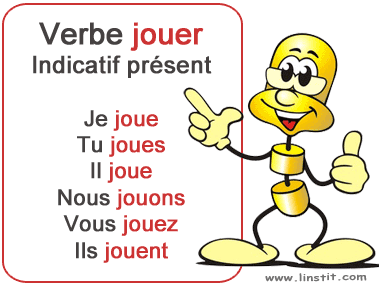 Verbe jouer
Indicatif présent
Je joue
Tu joues
Il joue
Nous jouons
Vous jouez
Ils jouent
www.linstit.com